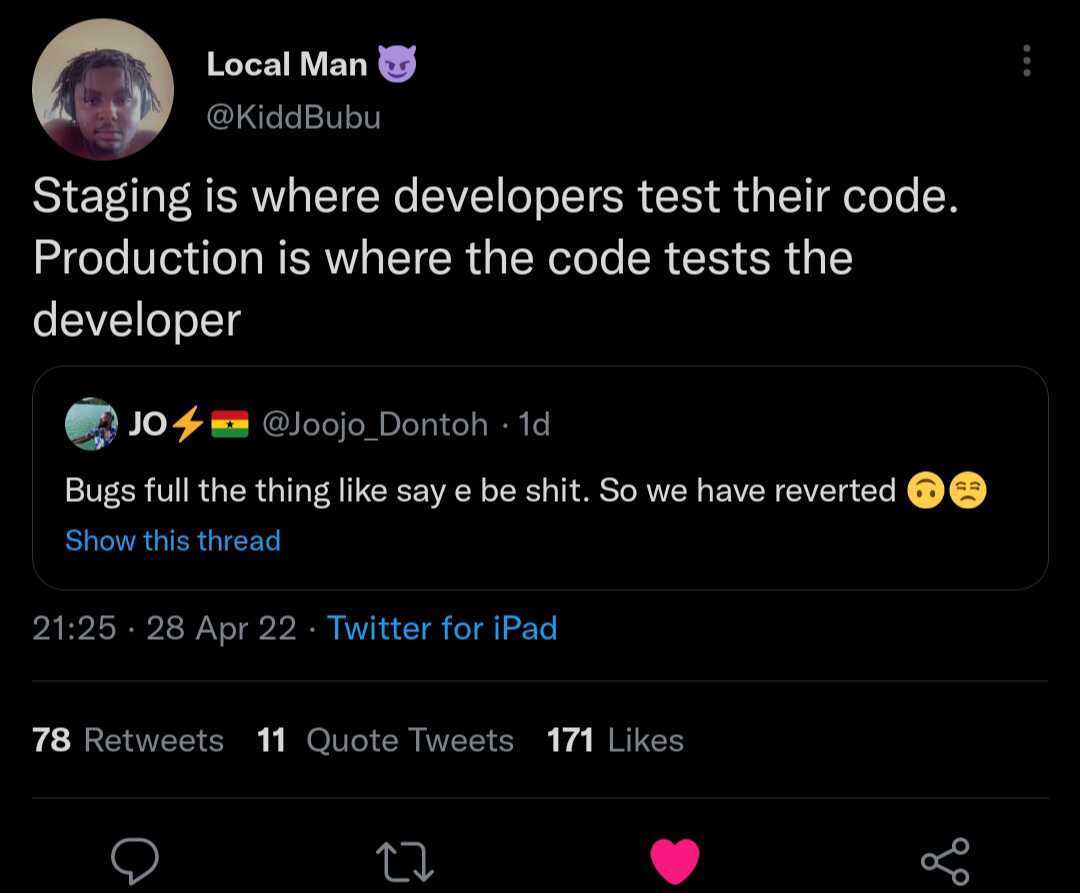 Local Man 😈
@KiddBubu
Staging is where developers test their code.
Production is where the code tests the
developer
JO⚡🇬🇭 @Joojo_Dontoh · 1d
Bugs full the thing like say e be shit. So we have reverted 🙃😒
Show this thread
21:25 · 28 Apr 22 · Twitter for iPad
78 Retweets 11 Quote Tweets 171 Likes